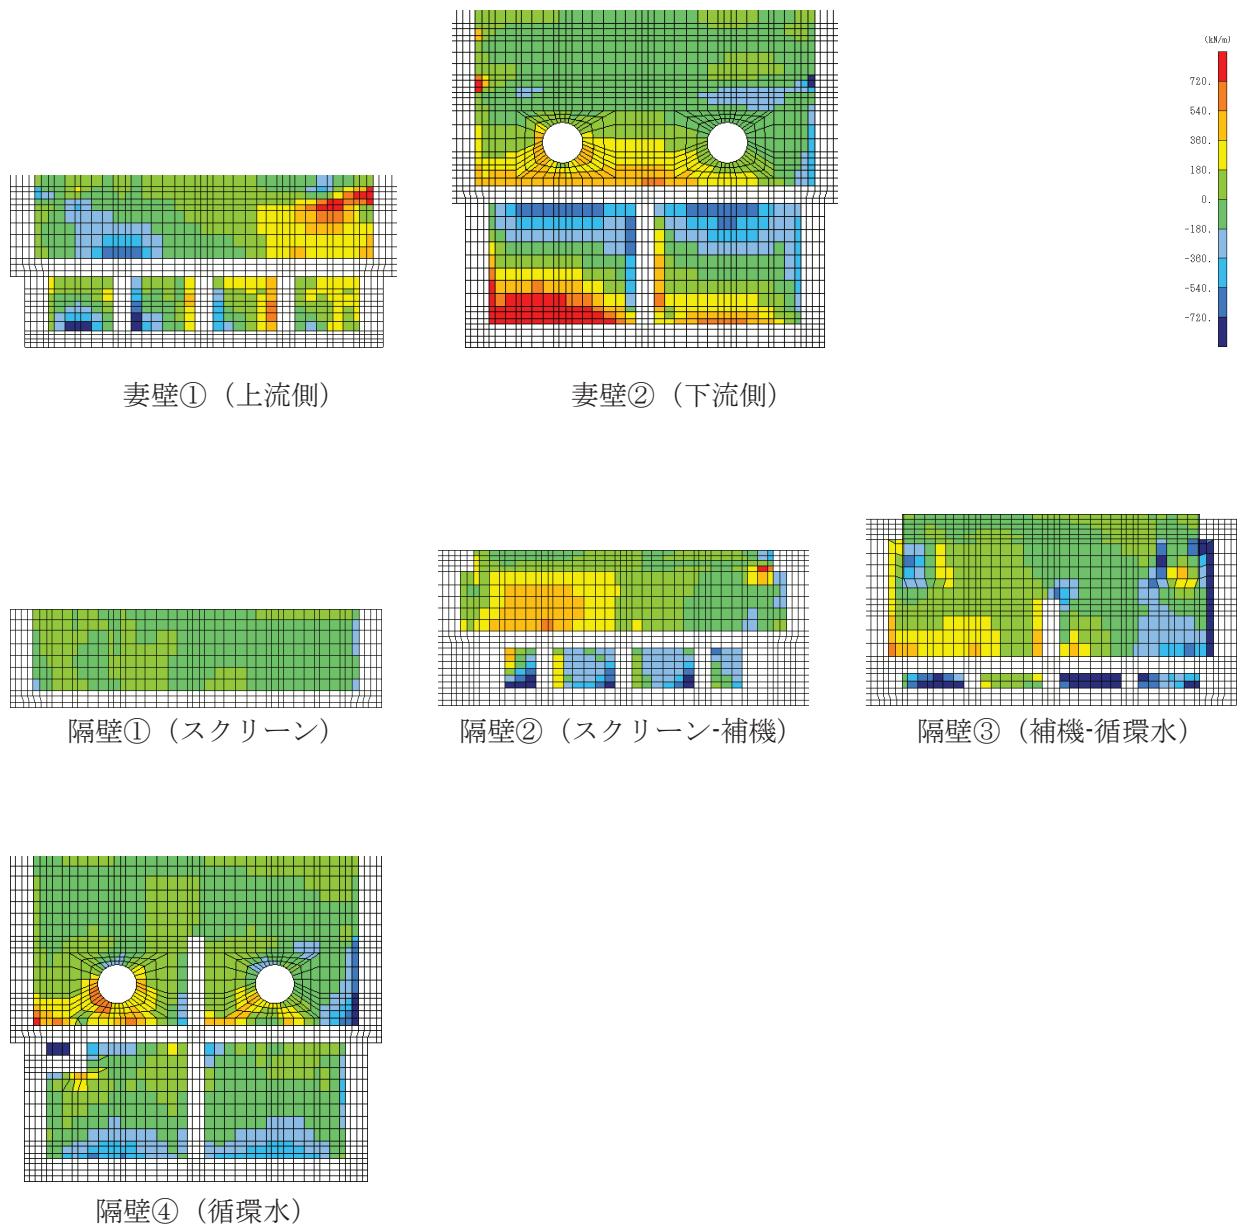 (kN/m)
720.
540.
360.
180.
0.
-180.
-360.
-540.
-720.
妻壁①（上流側）
妻壁②（下流側）
隔壁①（スクリーン）
隔壁②（スクリーン-補機）
隔壁③（補機-循環水）
隔壁④（循環水）